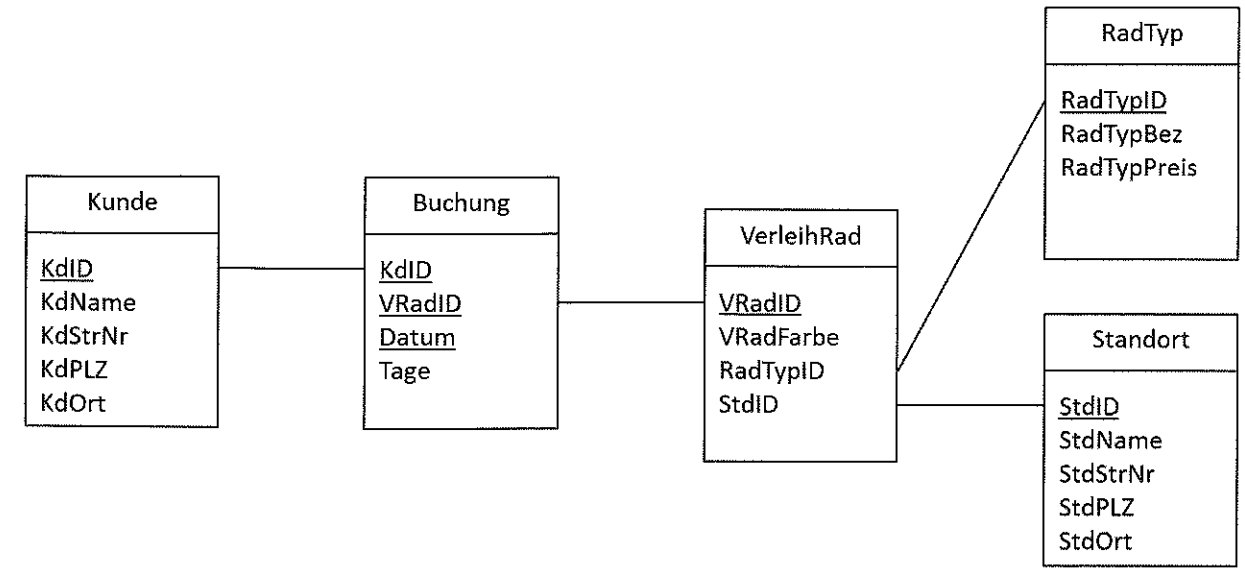 Kunde
KdID
KdName
KdStrNr
KdPLZ
KdOrt
Buchung
KdID
VRadID
Datum
Tage
VerleihRad
VRadID
VRadFarbe
RadTypID
StdID
RadTyp
RadTypID
RadTypBez
RadTypPreis
Standort
StdID
StdName
StdStrNr
StdPLZ
StdOrt